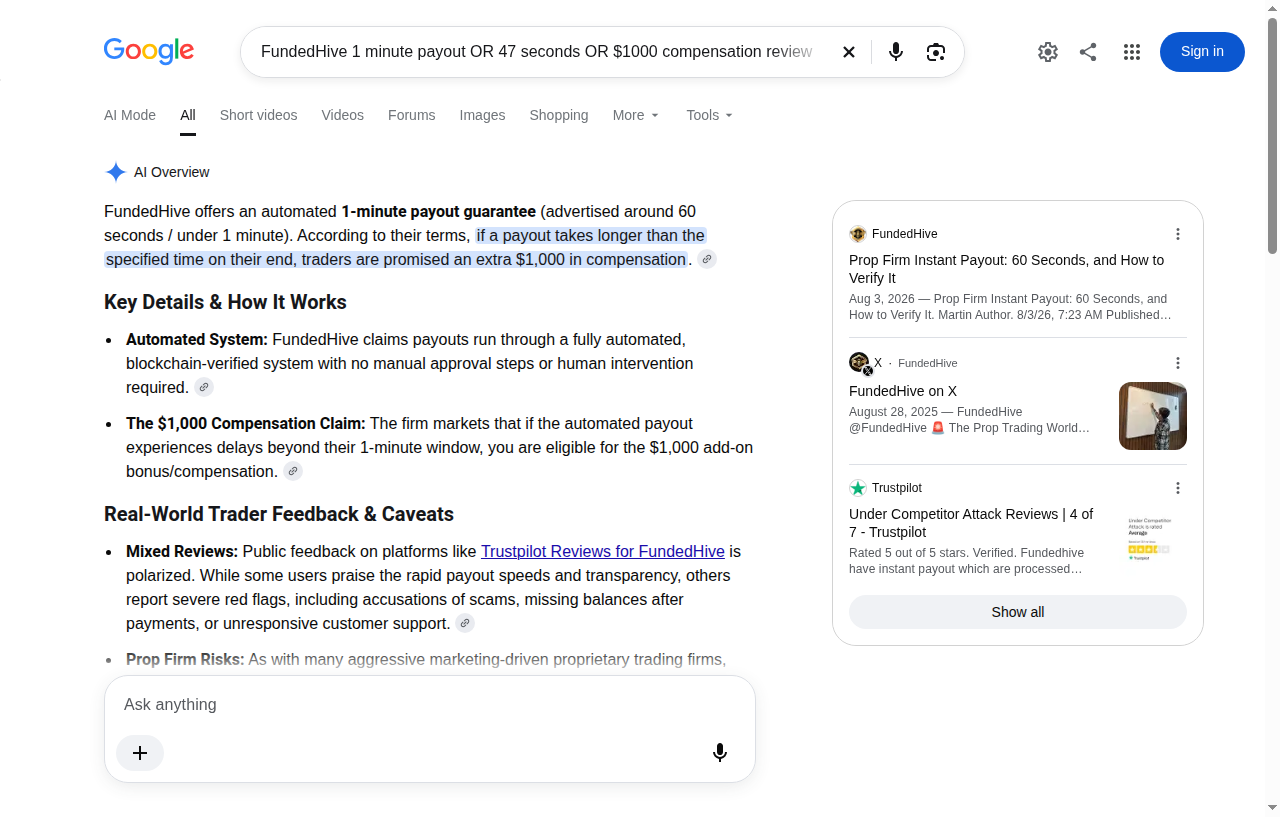 Google
FundedHive 1 minute payout OR 47 seconds OR $1000 compensation review
Sign in
AI Mode
All
Short videos
Videos
Forums
Images
Shopping
More
Tools
AI Overview
FundedHive offers an automated 1-minute payout guarantee (advertised around 60
seconds / under 1 minute). According to their terms, if a payout takes longer than the
specified time on their end, traders are promised an extra $1,000 in compensation.
Key Details & How It Works
• Automated System: FundedHive claims payouts run through a fully automated,
blockchain-verified system with no manual approval steps or human intervention
required.
• The $1,000 Compensation Claim: The firm markets that if the automated payout
experiences delays beyond their 1-minute window, you are eligible for the $1,000 add-on
bonus/compensation.
Real-World Trader Feedback & Caveats
• Mixed Reviews: Public feedback on platforms like Trustpilot Reviews for FundedHive is
polarized. While some users praise the rapid payout speeds and transparency, others
report severe red flags, including accusations of scams, missing balances after
payments, or unresponsive customer support.
• Prop Firm Risks: As with many aggressive marketing-driven proprietary trading firms,
Ask anything
FundedHive
Prop Firm Instant Payout: 60 Seconds, and How to
Verify It
Aug 3, 2026 — Prop Firm Instant Payout: 60 Seconds, and
How to Verify It. Martin Author. 8/3/26, 7:23 AM Published…
X · FundedHive
FundedHive on X
August 28, 2025 — FundedHive
@FundedHive 🚨 The Prop Trading World…
Trustpilot
Under Competitor Attack Reviews | 4 of
7 - Trustpilot
Rated 5 out of 5 stars. Verified. Fundedhive
have instant payout which are processed…
Under Competitor
Attack is rated
Average
Trustpilot
Show all